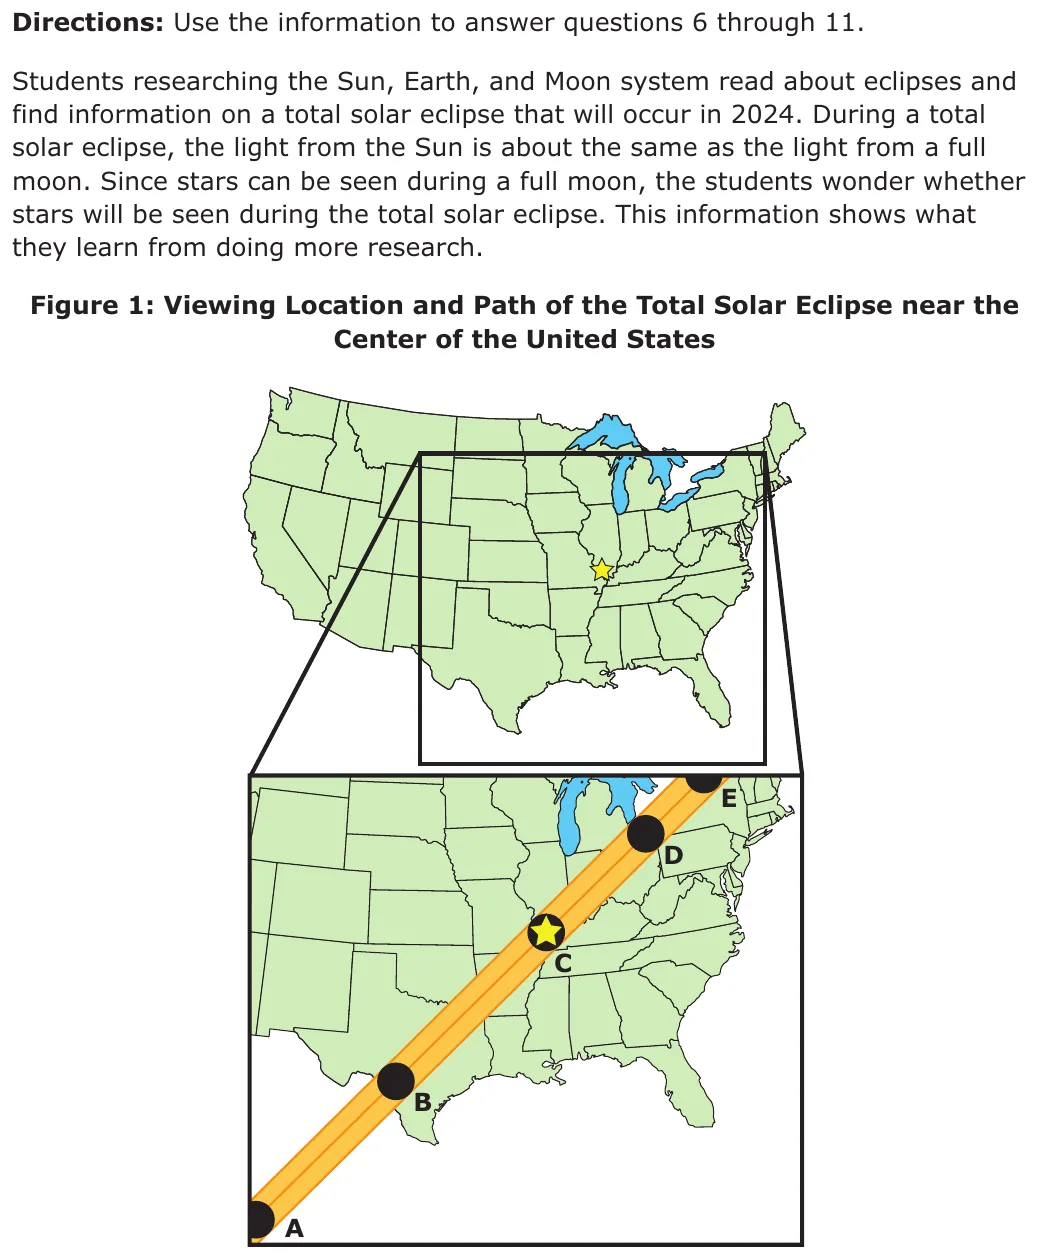 Directions: Use the information to answer questions 6 through 11.
Students researching the Sun, Earth, and Moon system read about eclipses and
find information on a total solar eclipse that will occur in 2024. During a total
solar eclipse, the light from the Sun is about the same as the light from a full
moon. Since stars can be seen during a full moon, the students wonder whether
stars will be seen during the total solar eclipse. This information shows what
they learn from doing more research.
Figure 1: Viewing Location and Path of the Total Solar Eclipse near the
Center of the United States
E
D
C
B
A